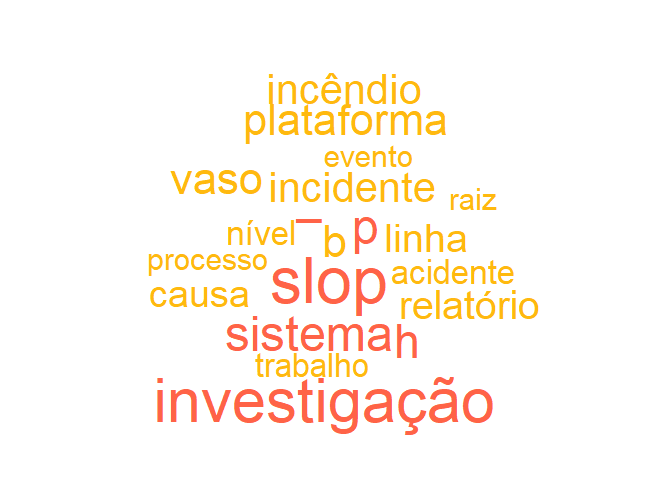 incêndio
plataforma
evento
vaso incidente raiz
nível – b p linha
processo slop acidente
causa relatório
sistema h
trabalho
investigação